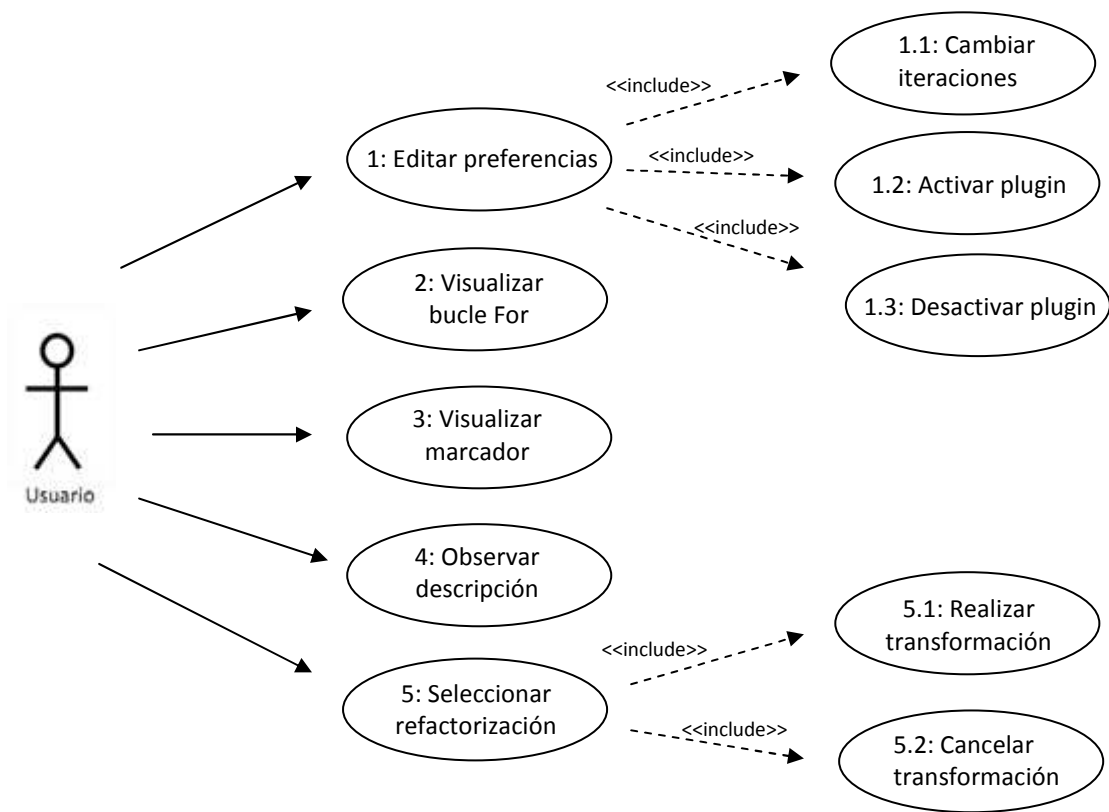 1.1: Cambiar
iteraciones
<<include>>
1: Editar preferencias
<<include>>
1.2: Activar plugin
<<include>>
2: Visualizar
bucle For
1.3: Desactivar plugin
3: Visualizar
marcador
Usuario
4: Observar
descripción
5.1: Realizar
transformación
<<include>>
5: Seleccionar
refactorización
<<include>>
5.2: Cancelar
transformación